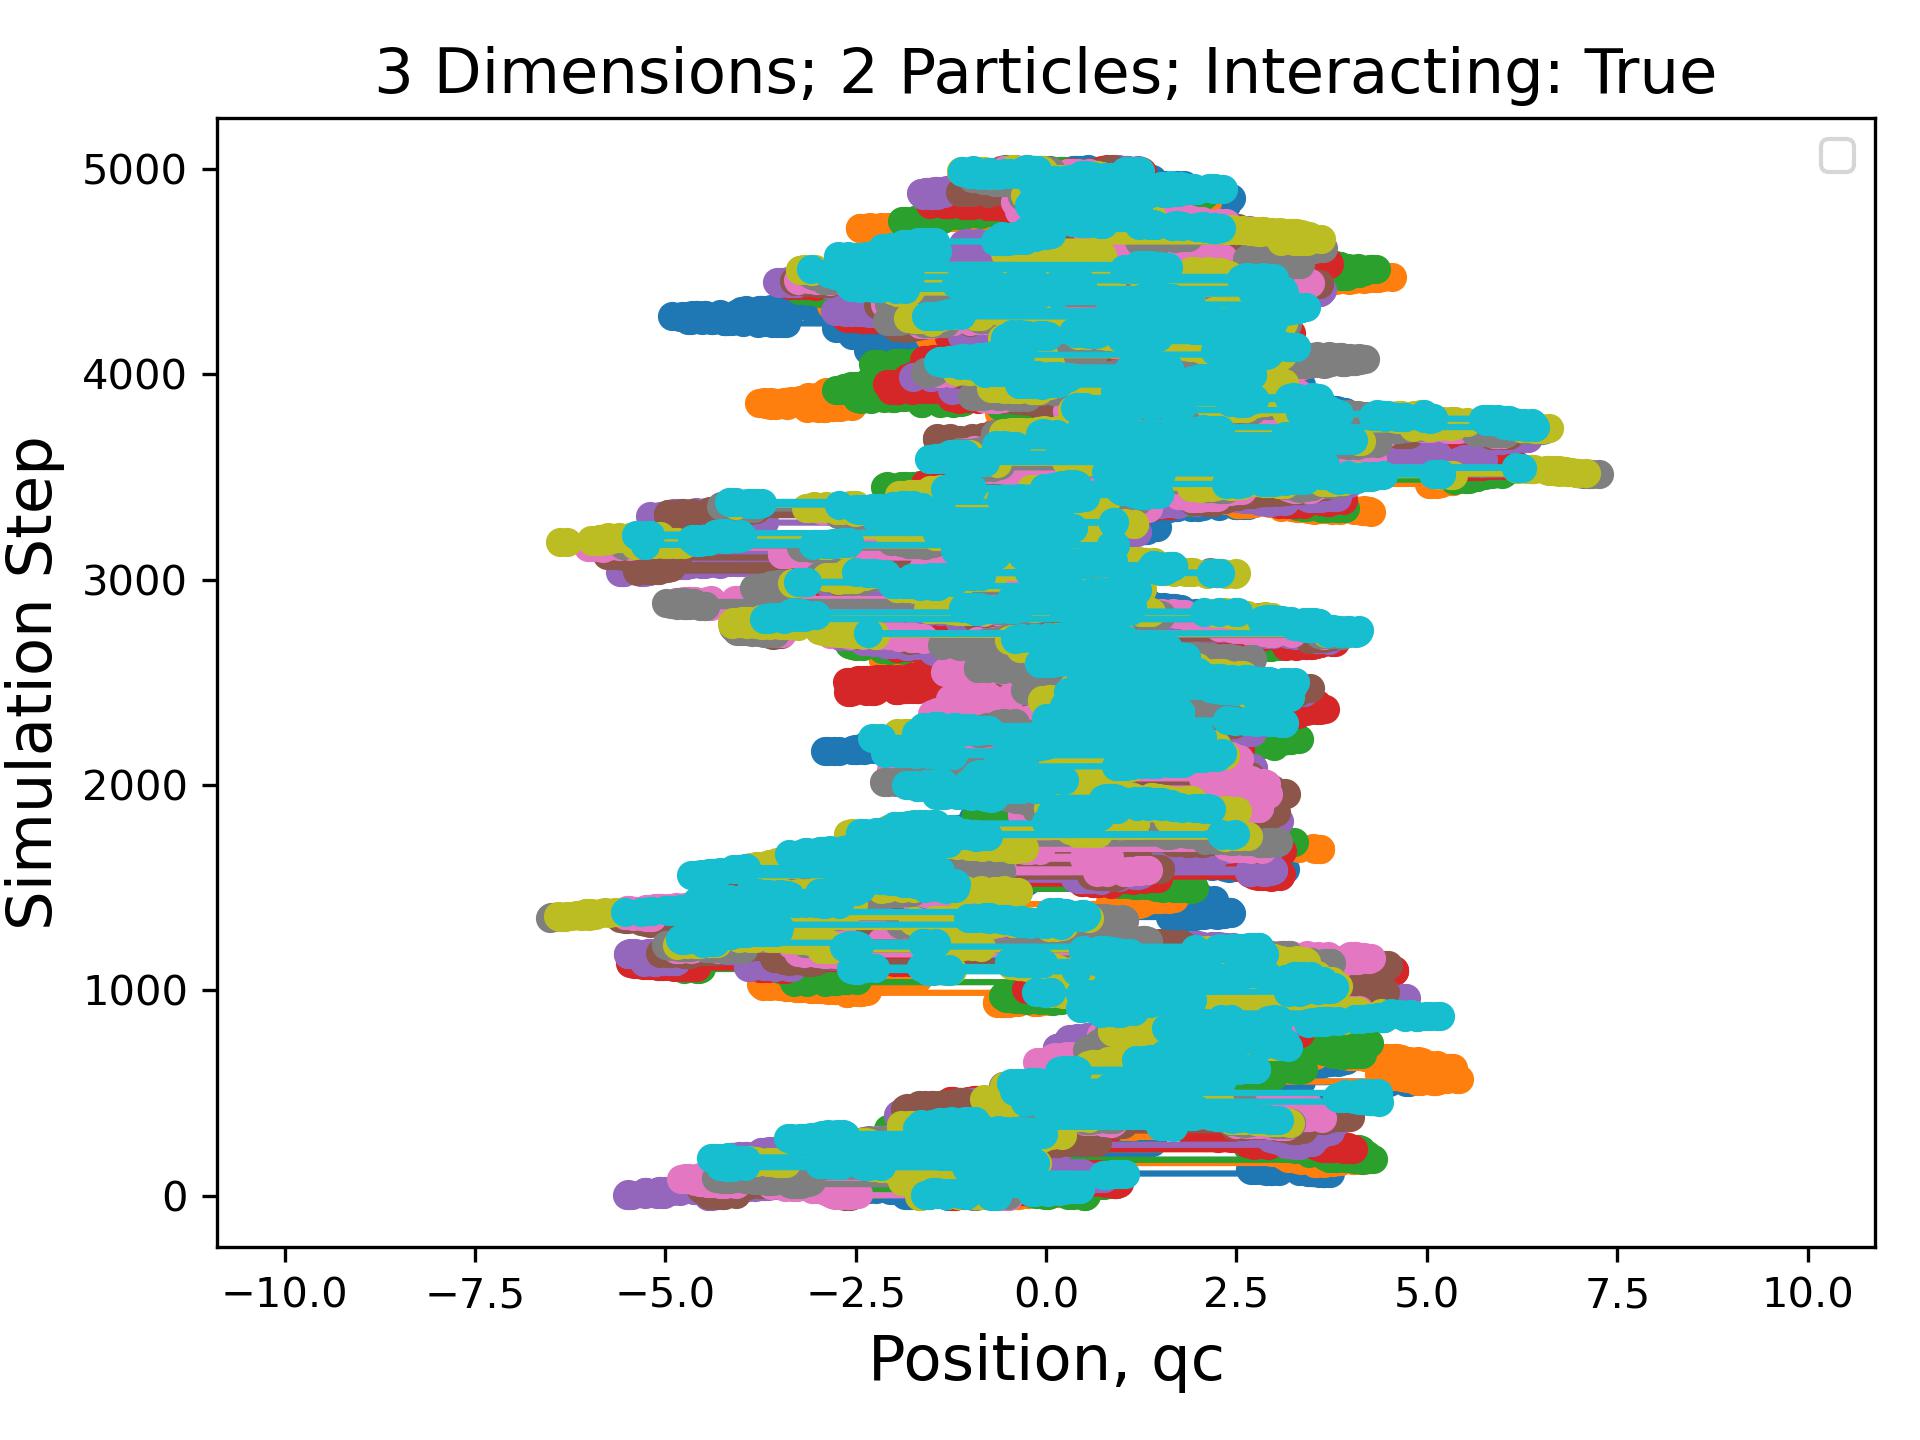 3 Dimensions; 2 Particles; Interacting: True
5000
4000
3000
2000
1000
0
Simulation Step
−10.0 −7.5 −5.0 −2.5 0.0 2.5 5.0 7.5 10.0
Position, qc